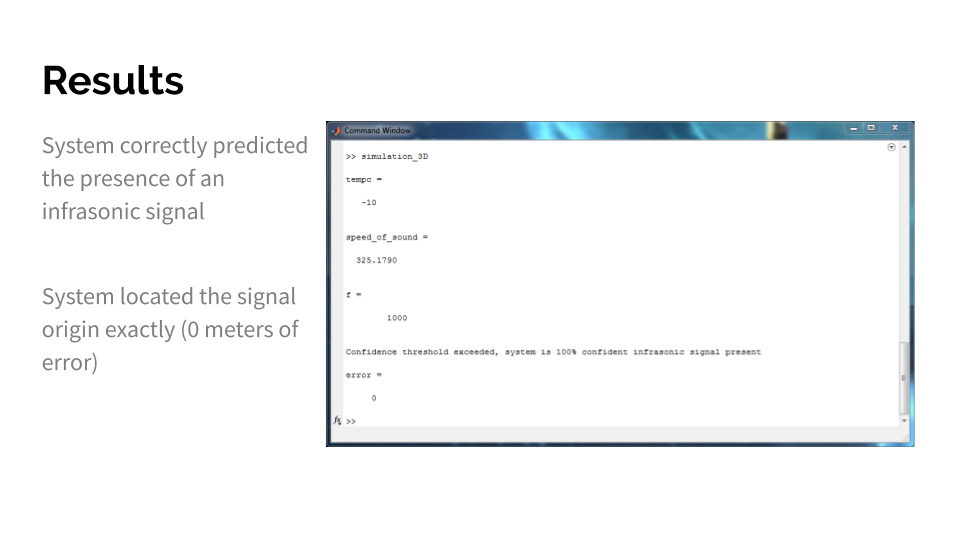 Results
System correctly predicted
the presence of an
infrasonic signal
System located the signal
origin exactly (0 meters of
error)
Command Window
>> simulation_3D
tempc =
-10
speed_of_sound =
325.1790
f =
1000
Confidence threshold exceeded, system is 100% confident infrasonic signal present
error =
0
fx >>